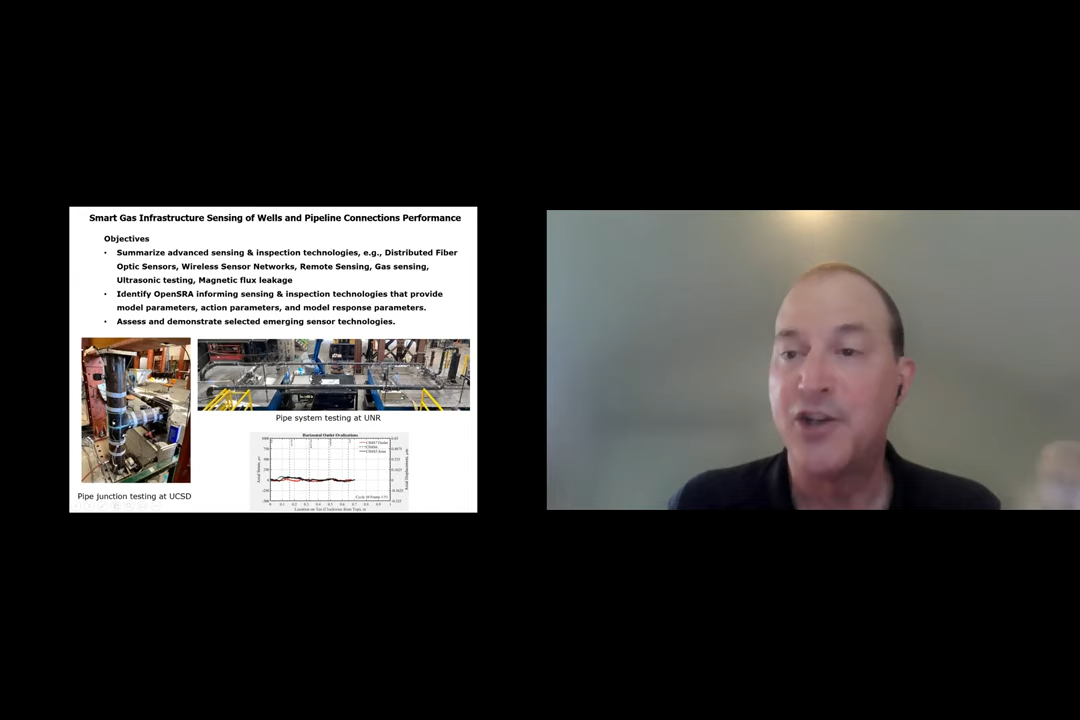 Smart Gas Infrastructure Sensing of Wells and Pipeline Connections Performance
Objectives
• Summarize advanced sensing & inspection technologies, e.g., Distributed Fiber
Optic Sensors, Wireless Sensor Networks, Remote Sensing, Gas sensing,
Ultrasonic testing, Magnetic flux leakage
• Identify OpenSRA informing sensing & inspection technologies that provide
model parameters, action parameters, and model response parameters.
• Assess and demonstrate selected emerging sensor technologies.
Pipe system testing at UNR
Horizontal Outlet Ovalizations
Pipe junction testing at UCSD